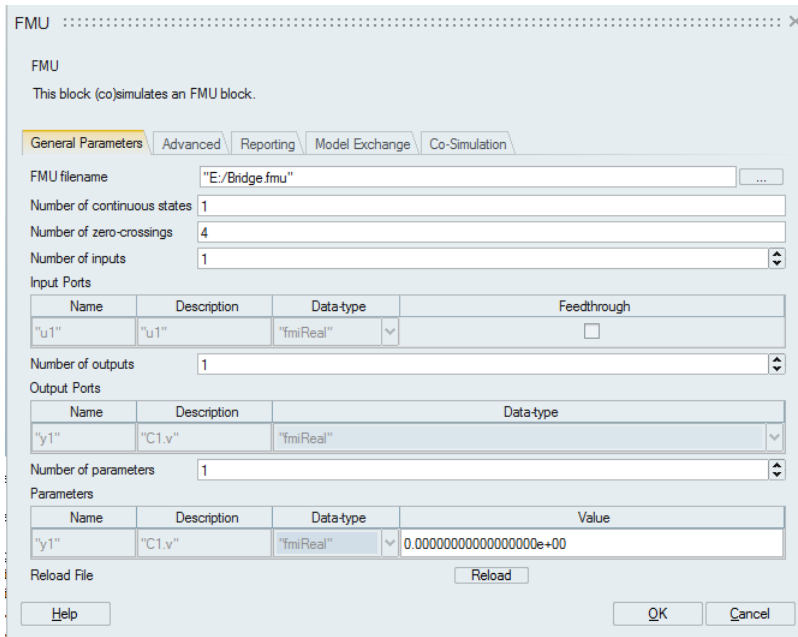 FMU
FMU
This block (co)simulates an FMU block.
General Parameters Advanced Reporting Model Exchange Co-Simulation
FMU filename "E:/Bridge.fmu" ...
Number of continuous states 1
Number of zero-crossings 4
Number of inputs 1
Input Ports
Name Description Data-type Feedthrough
"u1" "u1" "fmiReal"
Number of outputs 1
Output Ports
Name Description Data-type
"y1" "C1.v" "fmiReal"
Number of parameters 1
Parameters
Name Description Data-type Value
"y1" "C1.v" "fmiReal" 0.00000000000000000e+00
Reload File Reload
Help OK Cancel